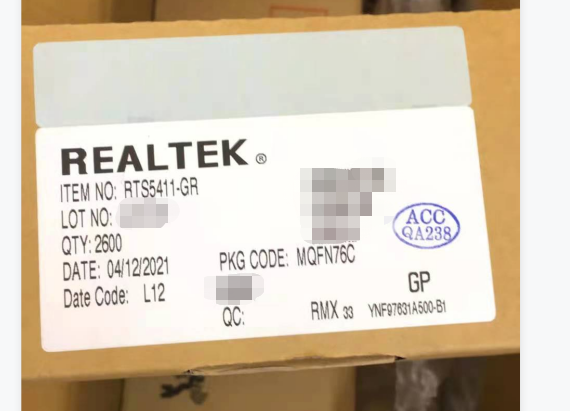 REALTEK®
ITEM NO: RTS5411-GR
LOT NO:
QTY: 2600
DATE: 04/12/2021
PKG CODE: MQFN76C
Date Code: L12
QC:
ACC
QA238
GP
RMX 33 YNF97631A500-B1